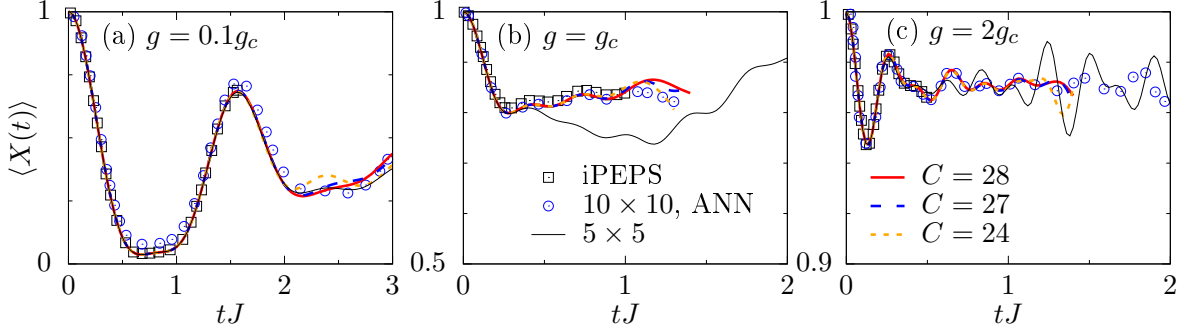 ⟨X(t)⟩
1
0
(a) g = 0.1g_c
0 1 2 3
tJ
1
0.5
(b) g = g_c
iPEPS
10 × 10, ANN
5 × 5
0 1 2
tJ
1
0.9
(c) g = 2g_c
C = 28
C = 27
C = 24
0 1 2
tJ